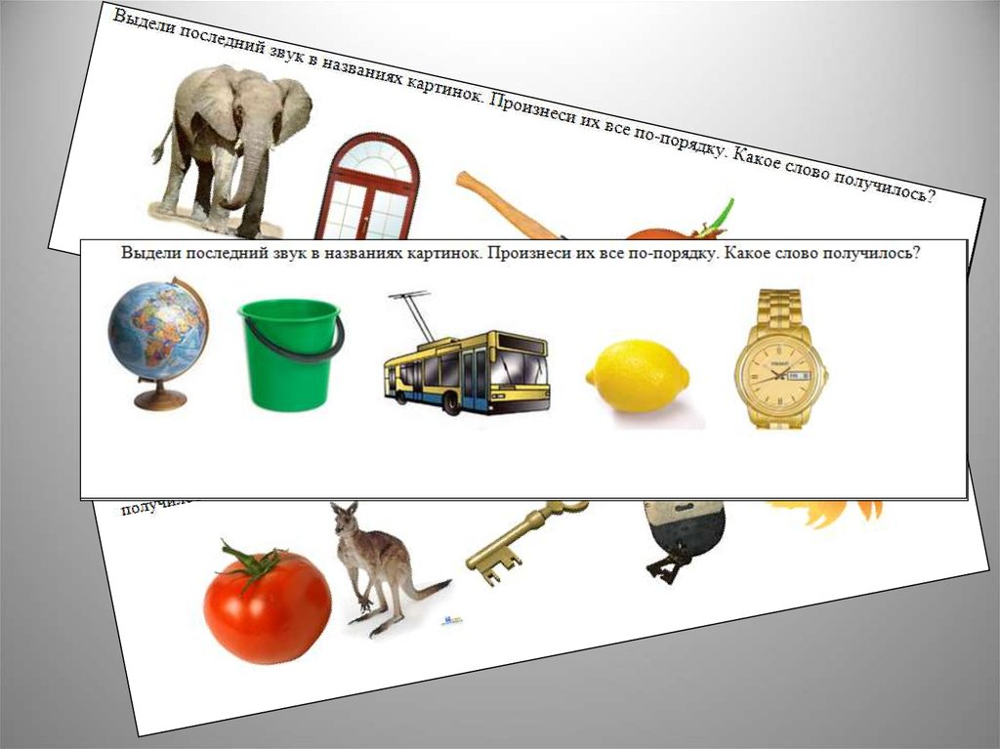 Выдели последний звук в названиях картинок. Произнеси их все по-порядку. Какое слово получилось?
Выдели последний звук в названиях картинок. Произнеси их все по-порядку. Какое слово получилось?